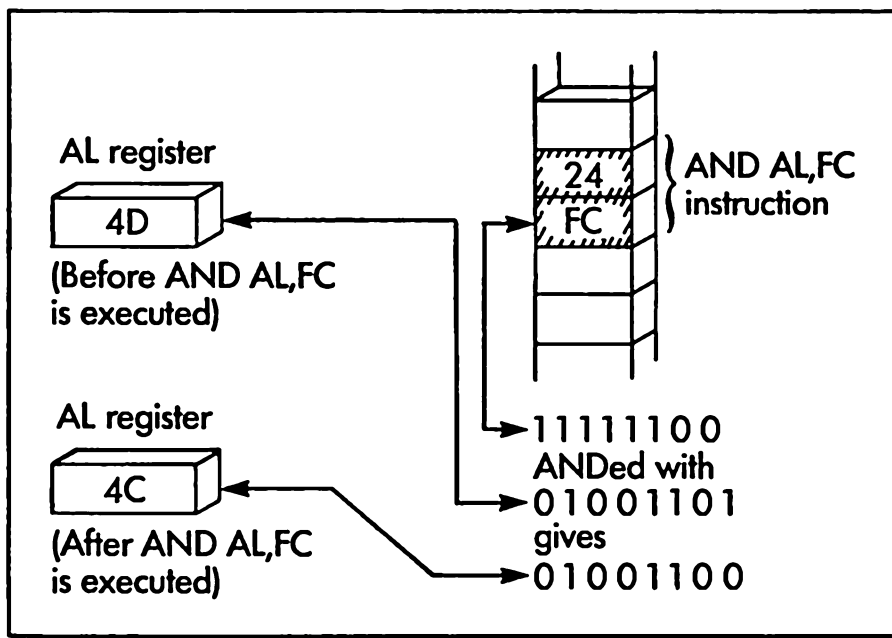 AL register
4D
(Before AND AL,FC
is executed)
24
FC
AND AL,FC
instruction
AL register
4C
(After AND AL,FC
is executed)
11111100
ANDed with
01001101
gives
01001100